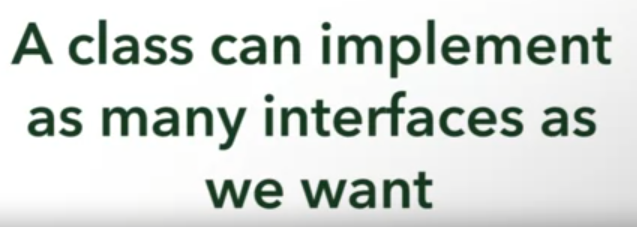 A class can implement
as many interfaces as
we want